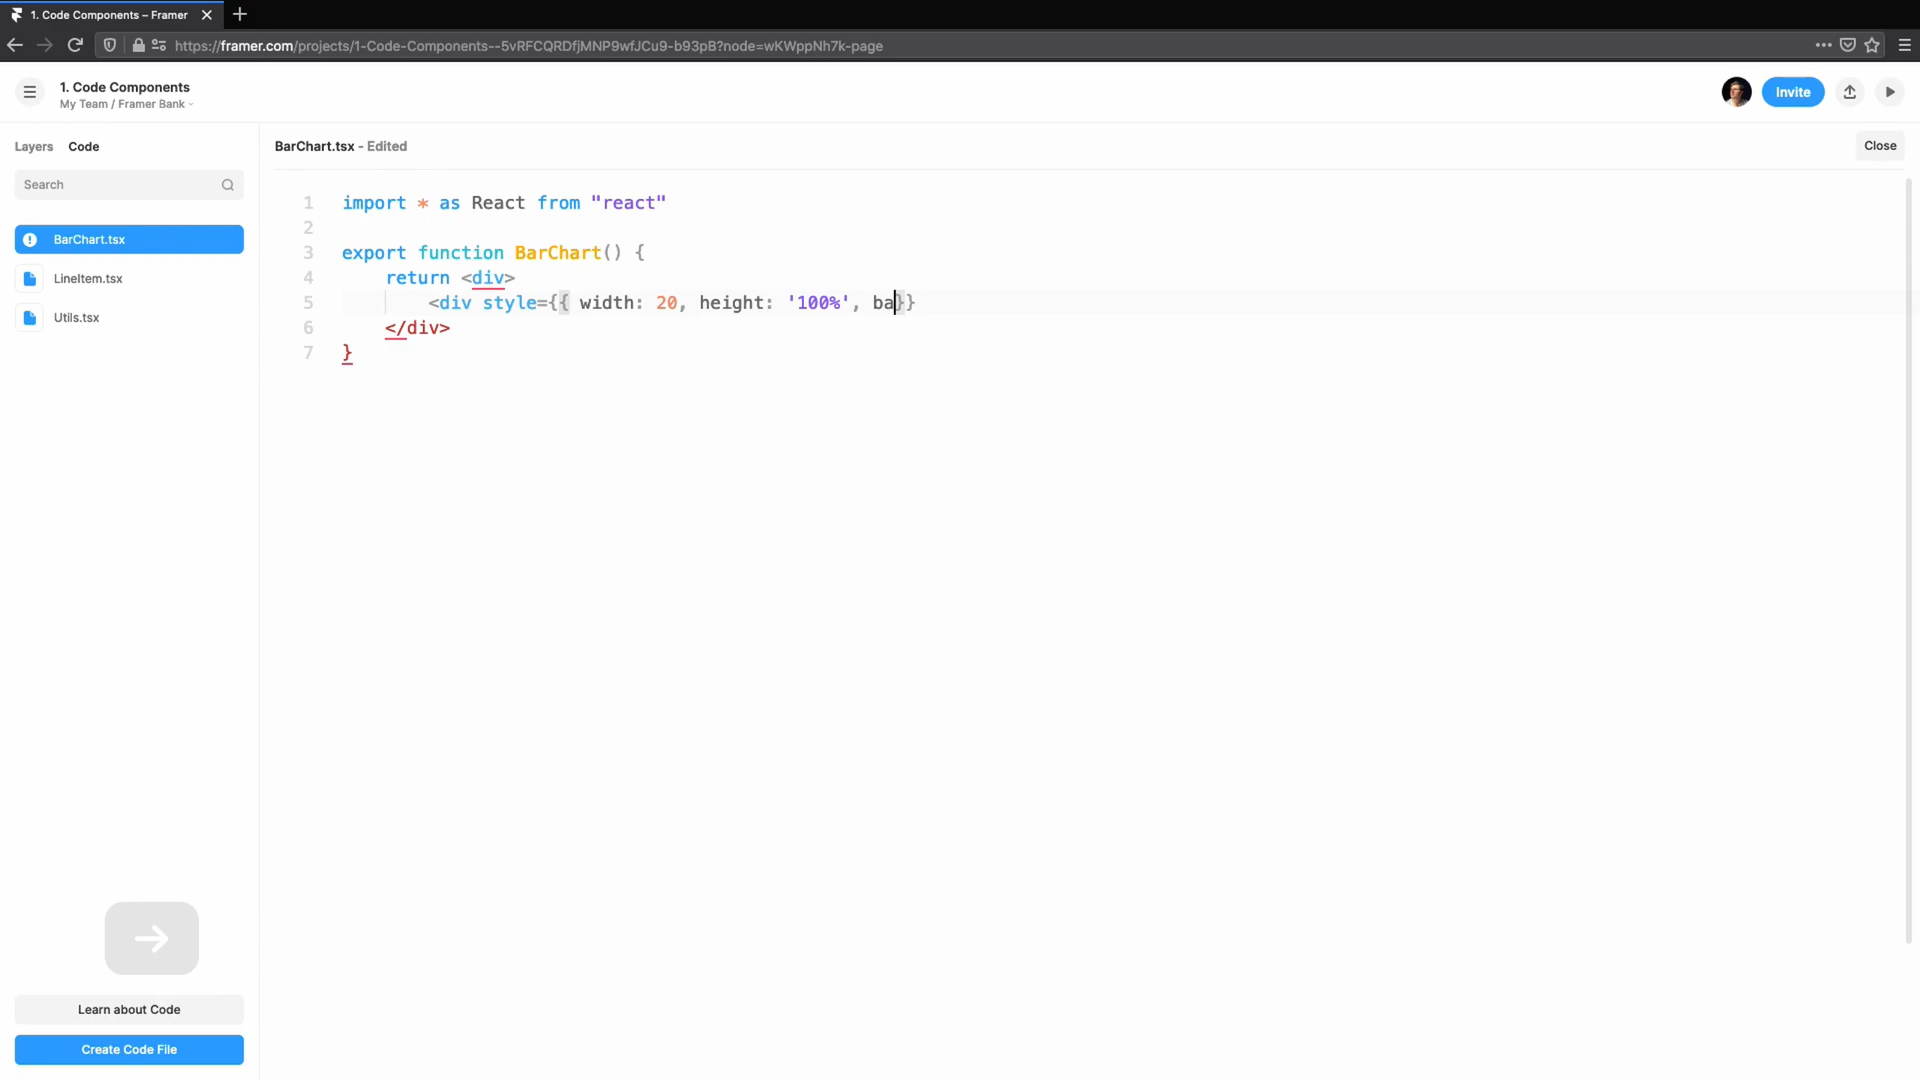 1. Code Components – Framer
https://framer.com/projects/1-Code-Components--5vRFCQRDfjMNP9wfJCu9-b93pB?node=wKWppNh7k-page
1. Code Components
My Team / Framer Bank
Invite
Layers Code
BarChart.tsx - Edited
Close
Search
BarChart.tsx
LineItem.tsx
Utils.tsx
1 import * as React from "react"
2
3 export function BarChart() {
4 return <div>
5 <div style={{ width: 20, height: '100%', ba}}
6 </div>
7 }
Learn about Code
Create Code File